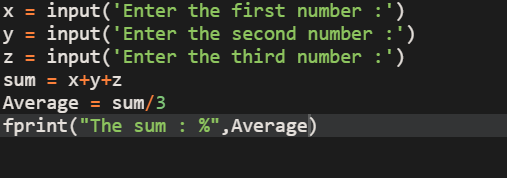 x = input('Enter the first number :')
y = input('Enter the second number :')
z = input('Enter the third number :')
sum = x+y+z
Average = sum/3
fprint("The sum : %",Average)